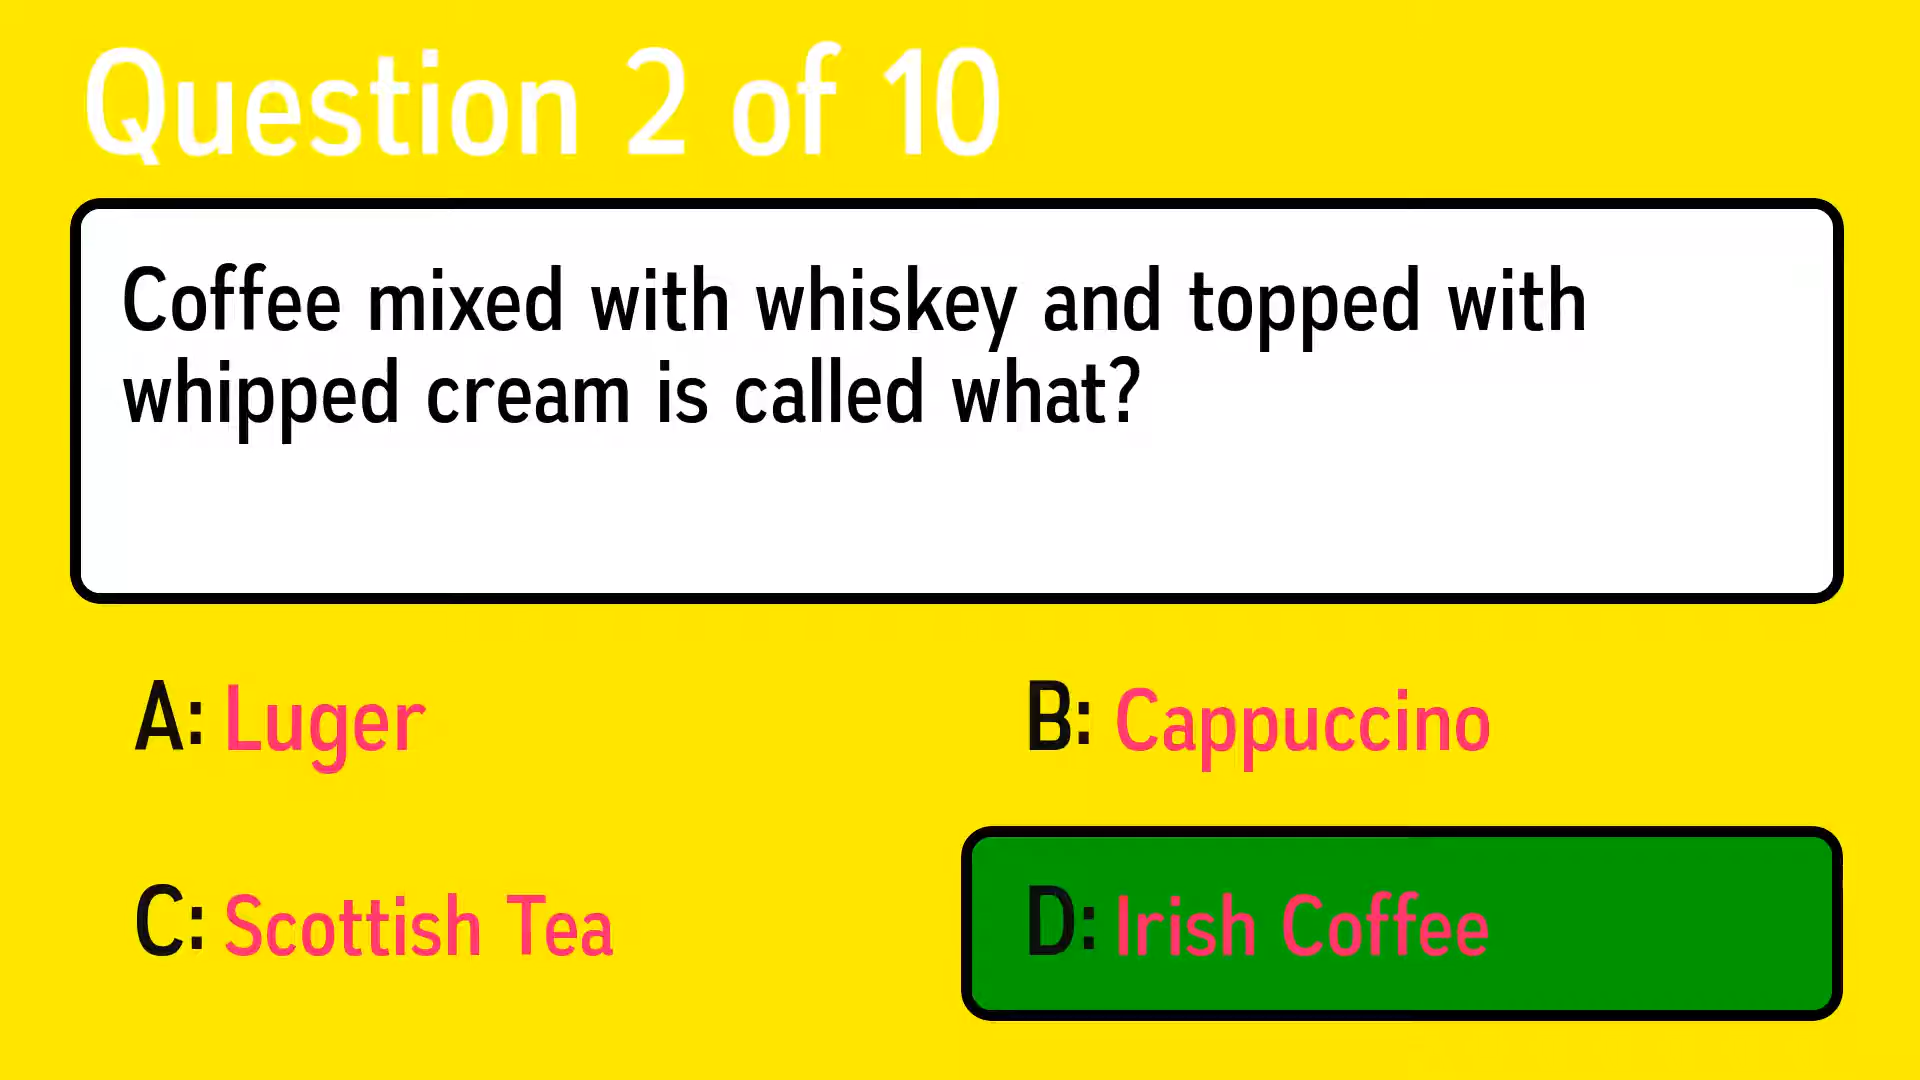 Question 2 of 10
Coffee mixed with whiskey and topped with
whipped cream is called what?
A: Luger
B: Cappuccino
C: Scottish Tea
D: Irish Coffee